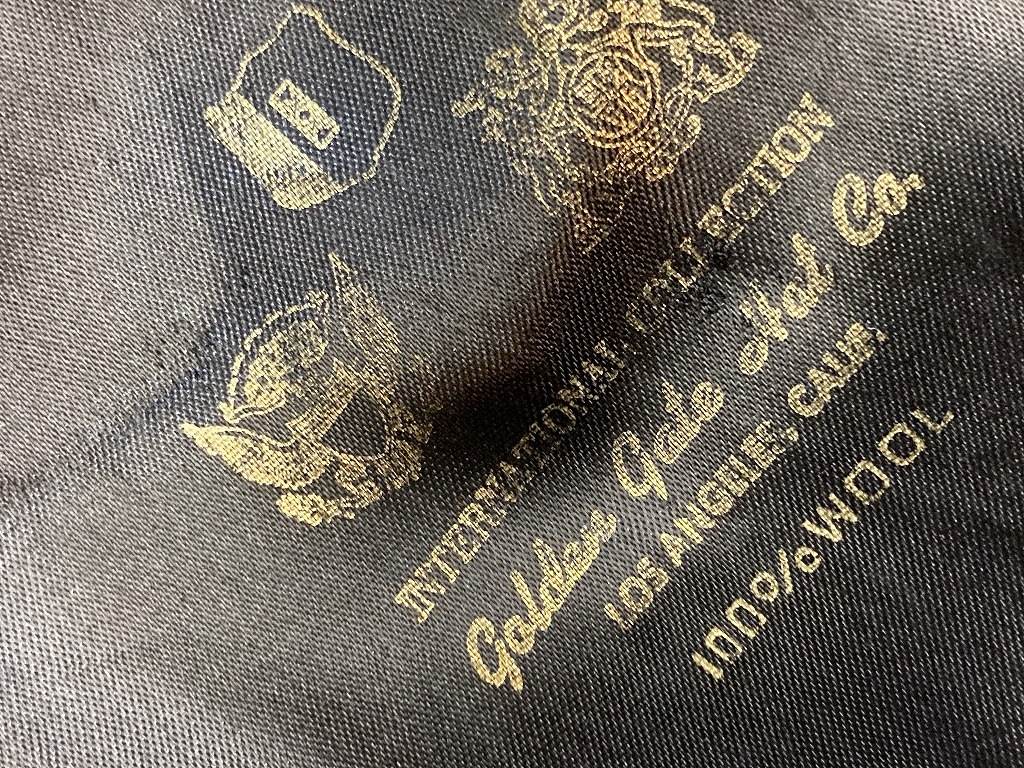 INTERNATIONAL COLLECTION
Golden Gate Hat Co.
LOS ANGELES, CALIF.
100% WOOL